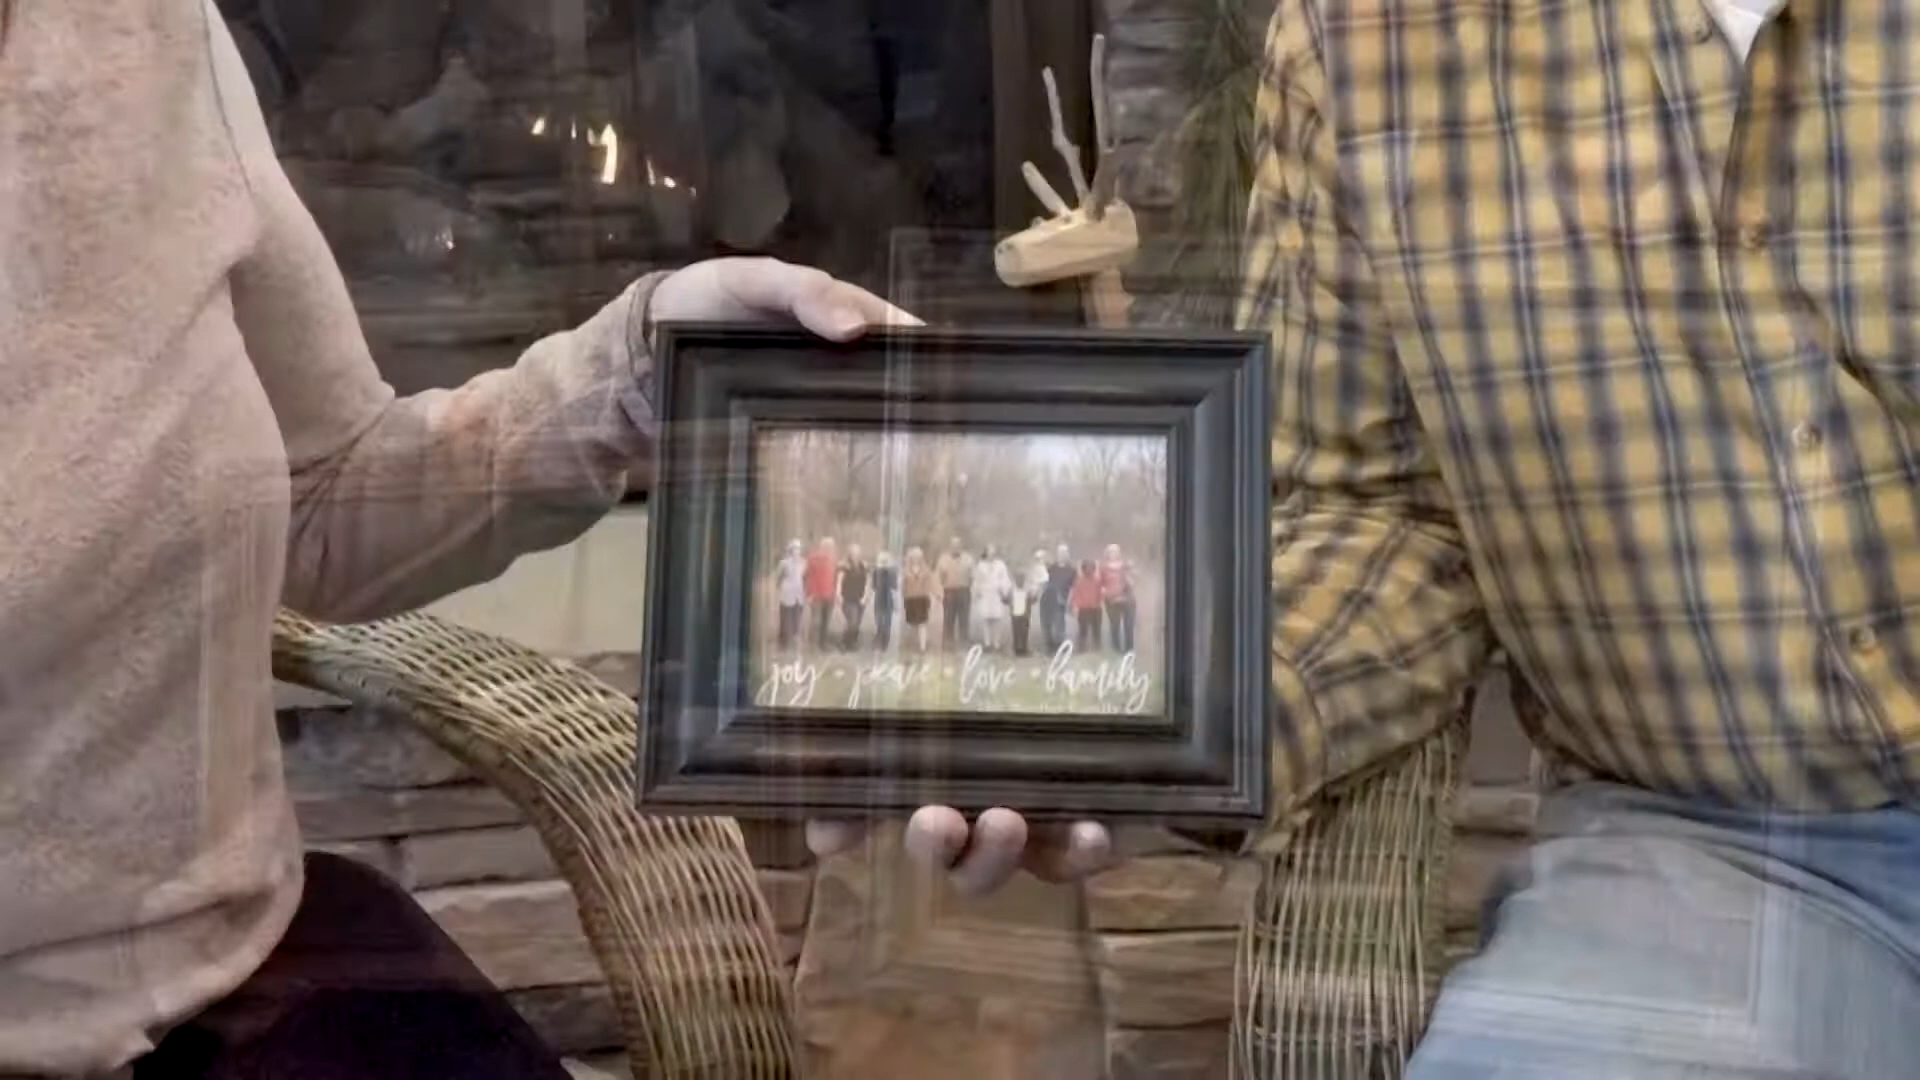 joy • peace • love • family